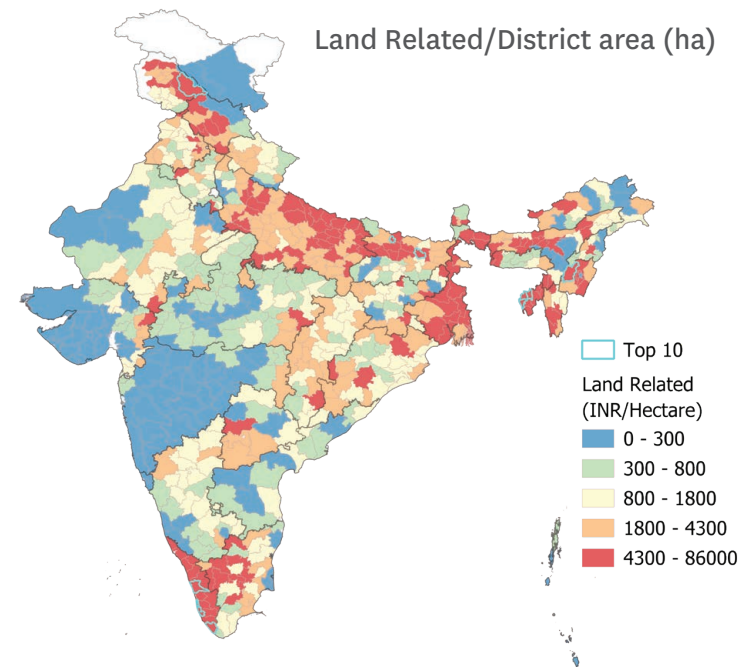 Land Related/District area (ha)
Top 10
Land Related
(INR/Hectare)
0 - 300
300 - 800
800 - 1800
1800 - 4300
4300 - 86000